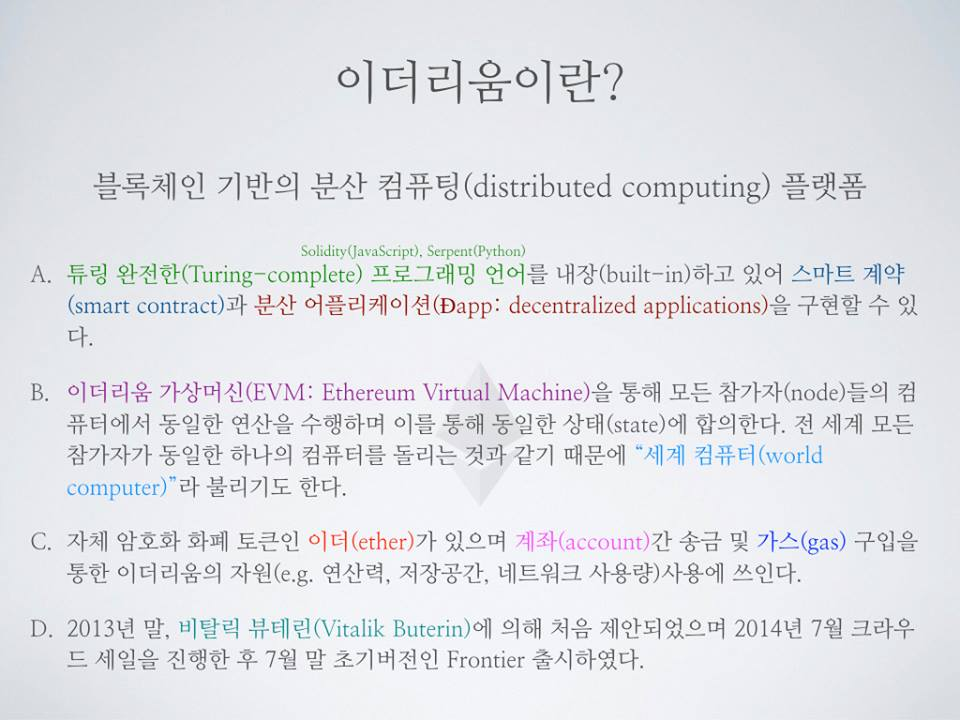 이더리움이란?
블록체인 기반의 분산 컴퓨팅(distributed computing) 플랫폼
Solidity(JavaScript), Serpent(Python)
A. 튜링 완전한(Turing-complete) 프로그래밍 언어를 내장(built-in)하고 있어 스마트 계약
(smart contract)과 분산 어플리케이션(Đapp: decentralized applications)을 구현할 수 있
다.
B. 이더리움 가상머신(EVM: Ethereum Virtual Machine)을 통해 모든 참가자(node)들의 컴
퓨터에서 동일한 연산을 수행하며 이를 통해 동일한 상태(state)에 합의한다. 전 세계 모든
참가자가 동일한 하나의 컴퓨터를 돌리는 것과 같기 때문에 “세계 컴퓨터(world
computer)”라 불리기도 한다.
C. 자체 암호화 화폐 토큰인 이더(ether)가 있으며 계좌(account)간 송금 및 가스(gas) 구입을
통한 이더리움의 자원(e.g. 연산력, 저장공간, 네트워크 사용량)사용에 쓰인다.
D. 2013년 말, 비탈릭 뷰테린(Vitalik Buterin)에 의해 처음 제안되었으며 2014년 7월 크라우
드 세일을 진행한 후 7월 말 초기버전인 Frontier 출시하였다.